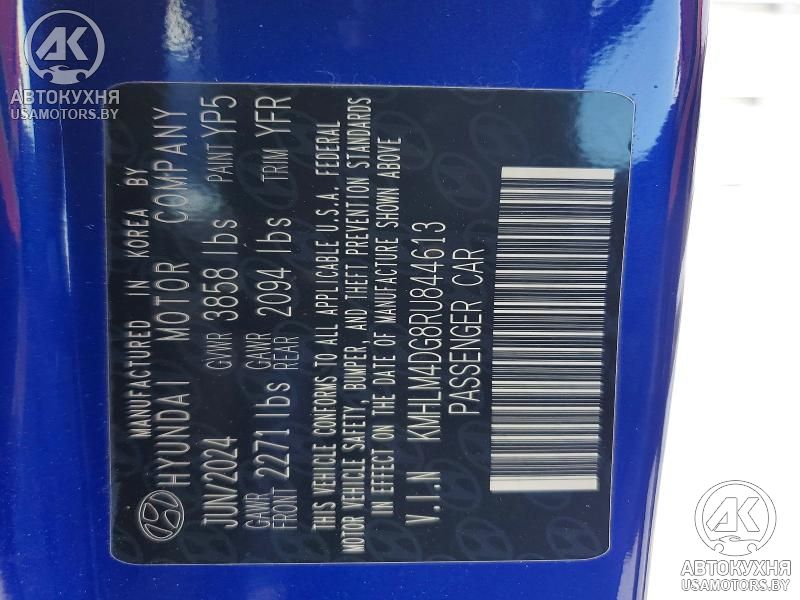 MANUFACTURED IN KOREA BY
HYUNDAI MOTOR COMPANY
JUN/2024 GVWR 3858 lbs PAINT YP5
GAWR FRONT 2271 lbs GAWR REAR 2094 lbs TRIM YFR
THIS VEHICLE CONFORMS TO ALL APPLICABLE U.S.A. FEDERAL
MOTOR VEHICLE SAFETY, BUMPER, AND THEFT PREVENTION STANDARDS
IN EFFECT ON THE DATE OF MANUFACTURE SHOWN ABOVE
V.I.N KMHLM4DG8RU844613
PASSENGER CAR
AK
АВТОКУХНЯ
USAMOTORS.BY
AK
АВТОКУХНЯ
USAMOTORS.BY